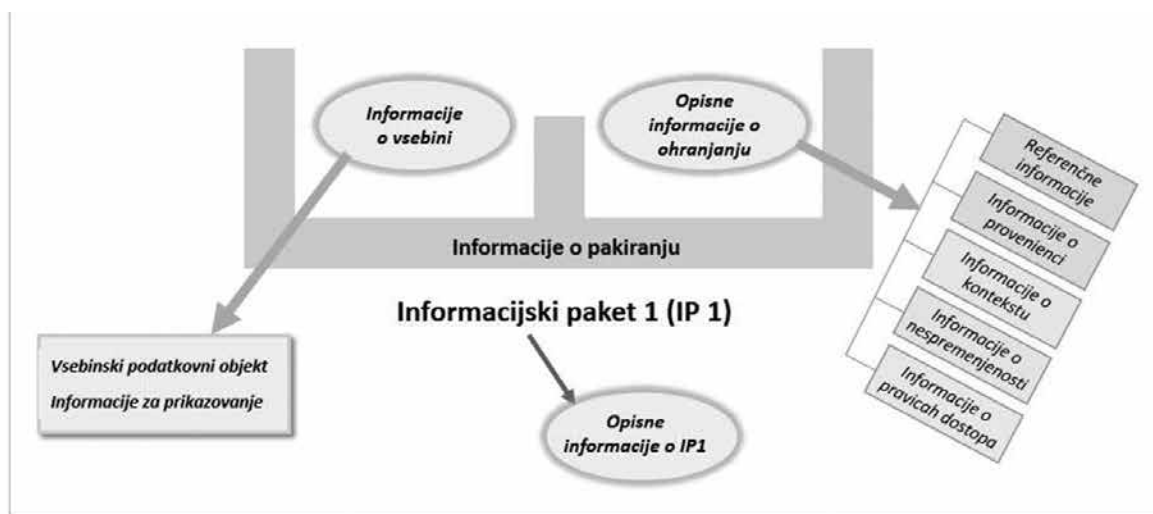 Informacije
o vsebini
Opisne
informacije o
ohranjanju
Referenčne
informacije
Informacije o
provenienci
Informacije o
kontekstu
Informacije o
nespremenjenosti
Informacije o
pravicah dostopa
Informacije o pakiranju
Informacijski paket 1 (IP 1)
Vsebinski podatkovni objekt
Informacije za prikazovanje
Opisne
informacije o IP1